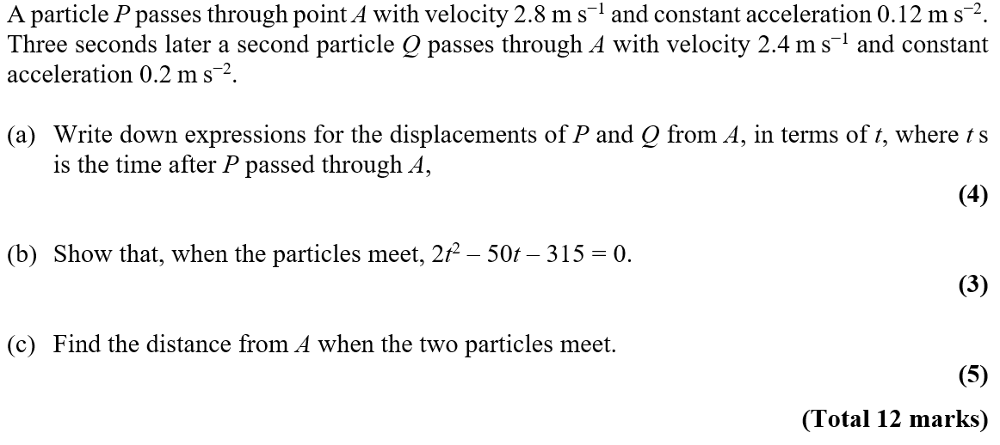 A particle P passes through point A with velocity 2.8 m s⁻¹ and constant acceleration 0.12 m s⁻².
Three seconds later a second particle Q passes through A with velocity 2.4 m s⁻¹ and constant
acceleration 0.2 m s⁻².
(a) Write down expressions for the displacements of P and Q from A, in terms of t, where t s
is the time after P passed through A,
(4)
(b) Show that, when the particles meet, 2t² – 50t – 315 = 0.
(3)
(c) Find the distance from A when the two particles meet.
(5)
(Total 12 marks)